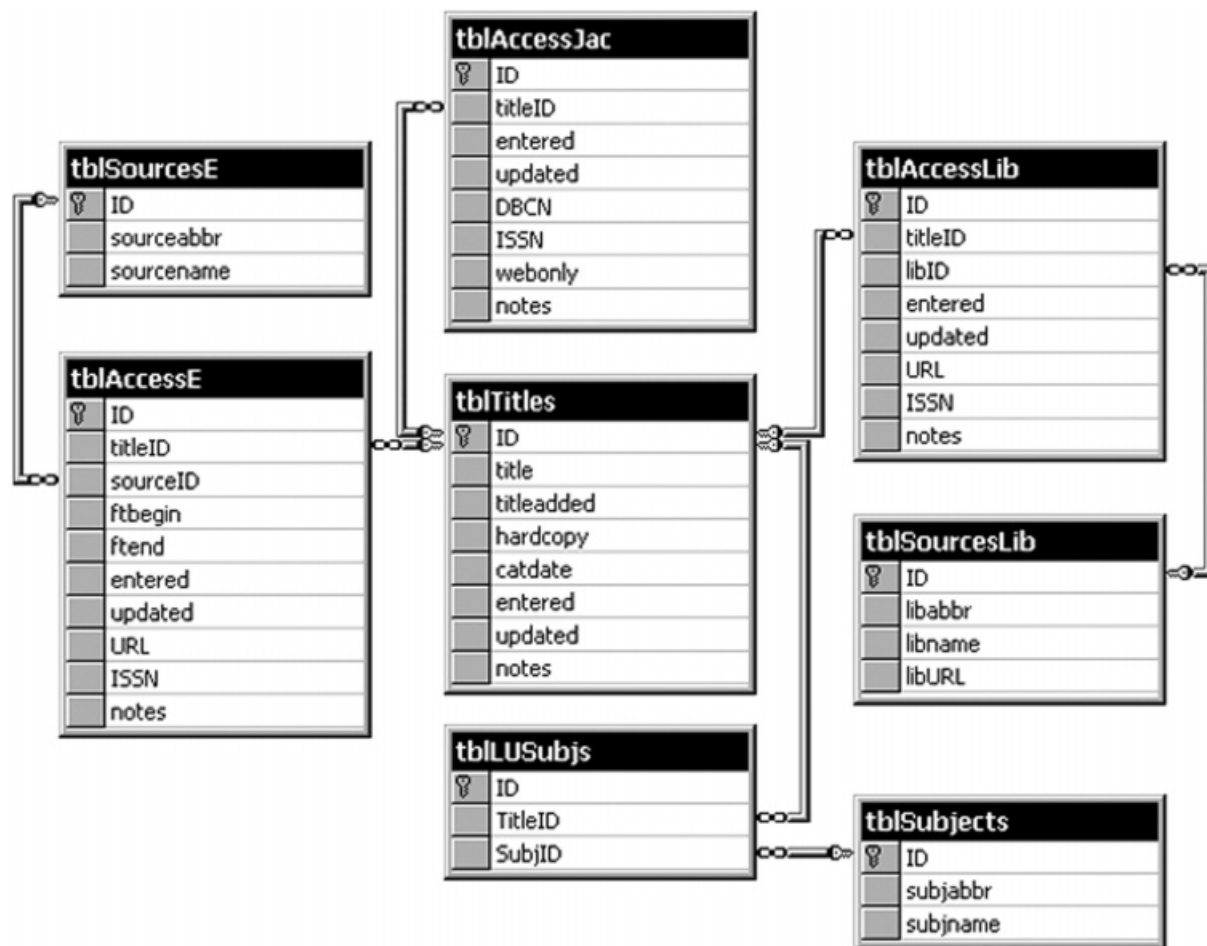 tblAccessJac
ID
titleID
entered
updated
DBCN
ISSN
webonly
notes
tblSourcesE
ID
sourceabbr
sourcename
tblAccessLib
ID
titleID
libID
entered
updated
URL
ISSN
notes
tblAccessE
ID
titleID
sourceID
ftbegin
ftend
entered
updated
URL
ISSN
notes
tblTitles
ID
title
titleadded
hardcopy
catdate
entered
updated
notes
tblSourcesLib
ID
libabbr
libname
libURL
tblLUSubjs
ID
TitleID
SubjID
tblSubjects
ID
subjabbr
subjname